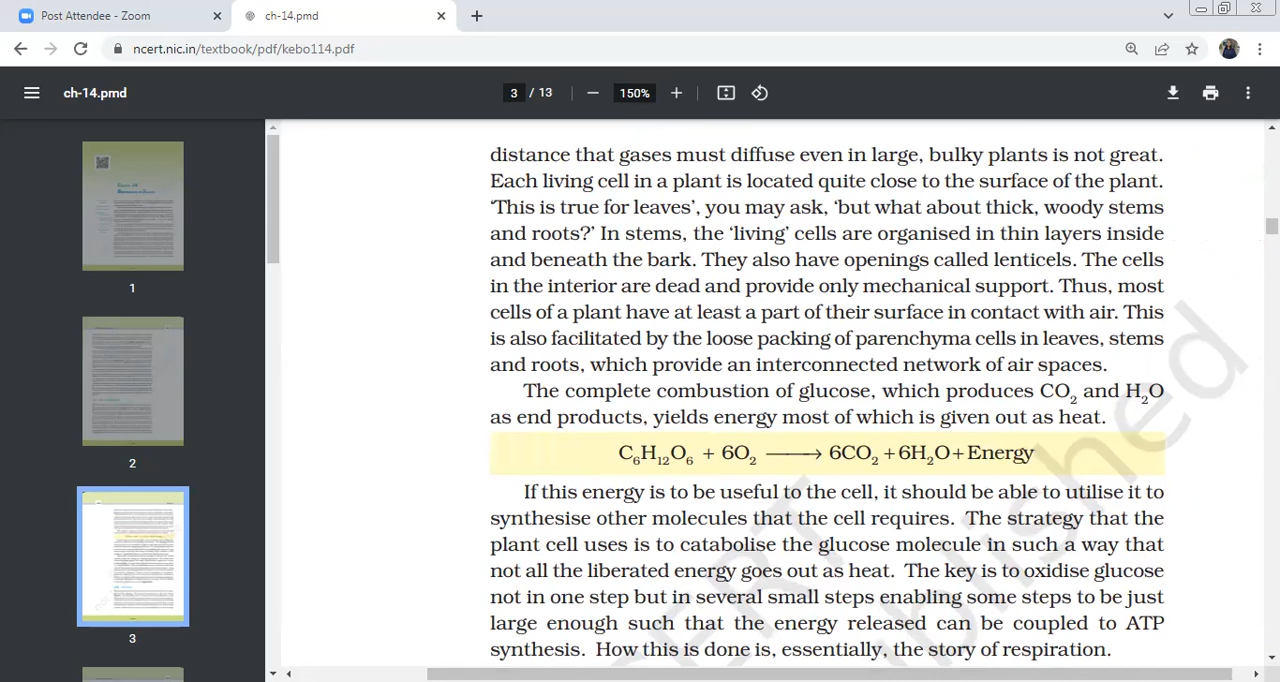 Post Attendee - Zoom
ch-14.pmd
ncert.nic.in/textbook/pdf/kebo114.pdf
ch-14.pmd
3 / 13
150%
1
2
3
distance that gases must diffuse even in large, bulky plants is not great.
Each living cell in a plant is located quite close to the surface of the plant.
‘This is true for leaves’, you may ask, ‘but what about thick, woody stems
and roots?’ In stems, the ‘living’ cells are organised in thin layers inside
and beneath the bark. They also have openings called lenticels. The cells
in the interior are dead and provide only mechanical support. Thus, most
cells of a plant have at least a part of their surface in contact with air. This
is also facilitated by the loose packing of parenchyma cells in leaves, stems
and roots, which provide an interconnected network of air spaces.
The complete combustion of glucose, which produces CO₂ and H₂O
as end products, yields energy most of which is given out as heat.
C₆H₁₂O₆ + 6O₂ ⟶ 6CO₂ + 6H₂O + Energy
If this energy is to be useful to the cell, it should be able to utilise it to
synthesise other molecules that the cell requires. The strategy that the
plant cell uses is to catabolise the glucose molecule in such a way that
not all the liberated energy goes out as heat. The key is to oxidise glucose
not in one step but in several small steps enabling some steps to be just
large enough such that the energy released can be coupled to ATP
synthesis. How this is done is, essentially, the story of respiration.